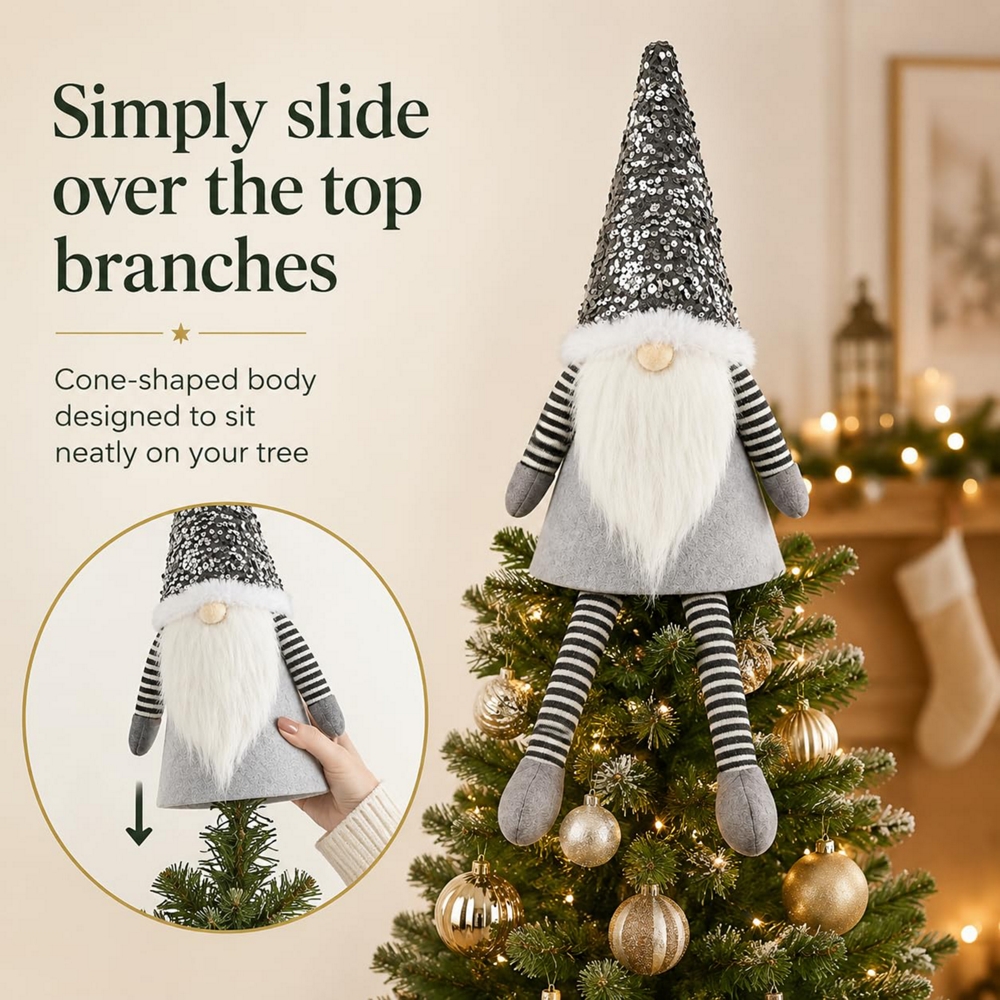 Simply slide
over the top
branches
Cone-shaped body
designed to sit
neatly on your tree